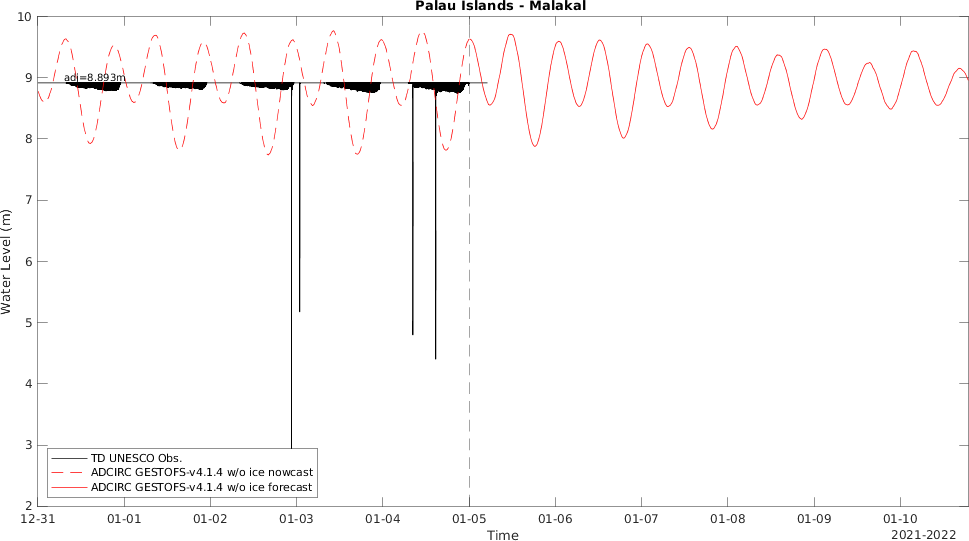 Palau Islands - Malakal
10
9
8
7
6
5
4
3
2
Water Level (m)
adj=8.893m
TD UNESCO Obs.
ADCIRC GESTOFS-v4.1.4 w/o ice nowcast
ADCIRC GESTOFS-v4.1.4 w/o ice forecast
12-31 01-01 01-02 01-03 01-04 01-05 01-06 01-07 01-08 01-09 01-10
Time
2021-2022